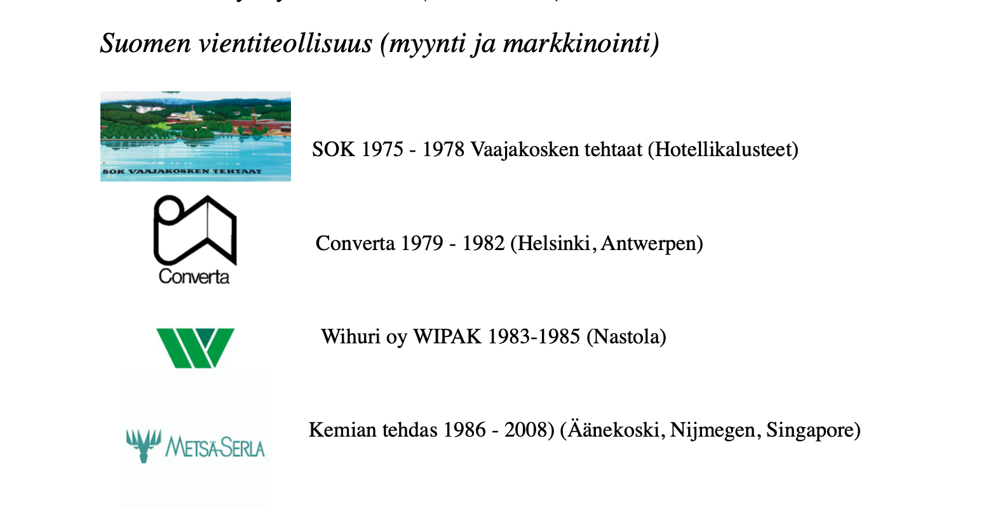 Suomen vientiteollisuus (myynti ja markkinointi)
SOK VAAJAKOSKEN TEHTAAT
SOK 1975 - 1978 Vaajakosken tehtaat (Hotellikalusteet)
Converta
Converta 1979 - 1982 (Helsinki, Antwerpen)
Wihuri oy WIPAK 1983-1985 (Nastola)
METSÄ-SERLA
Kemian tehdas 1986 - 2008) (Äänekoski, Nijmegen, Singapore)